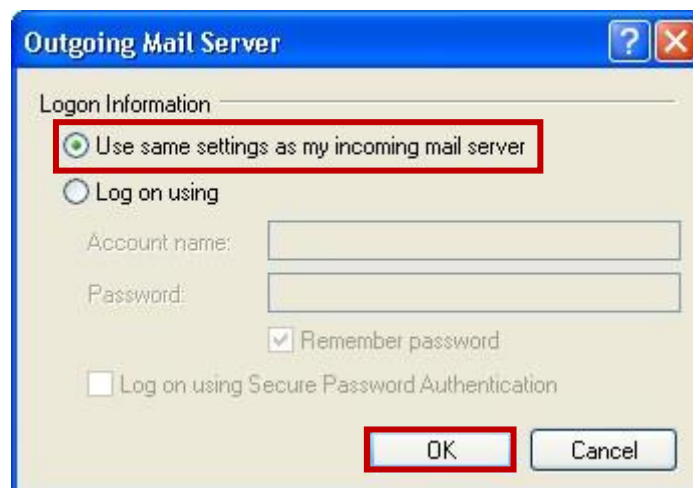 Outgoing Mail Server
Logon Information
Use same settings as my incoming mail server
Log on using
Account name:
Password:
Remember password
Log on using Secure Password Authentication
OK Cancel